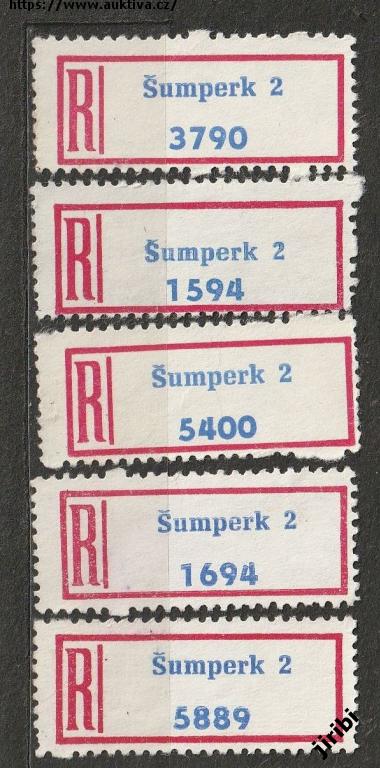 https://www.auktiva.cz/
R
Šumperk 2
3790
R
Šumperk 2
1594
R
Šumperk 2
5400
R
Šumperk 2
1694
R
Šumperk 2
5889
jiribi